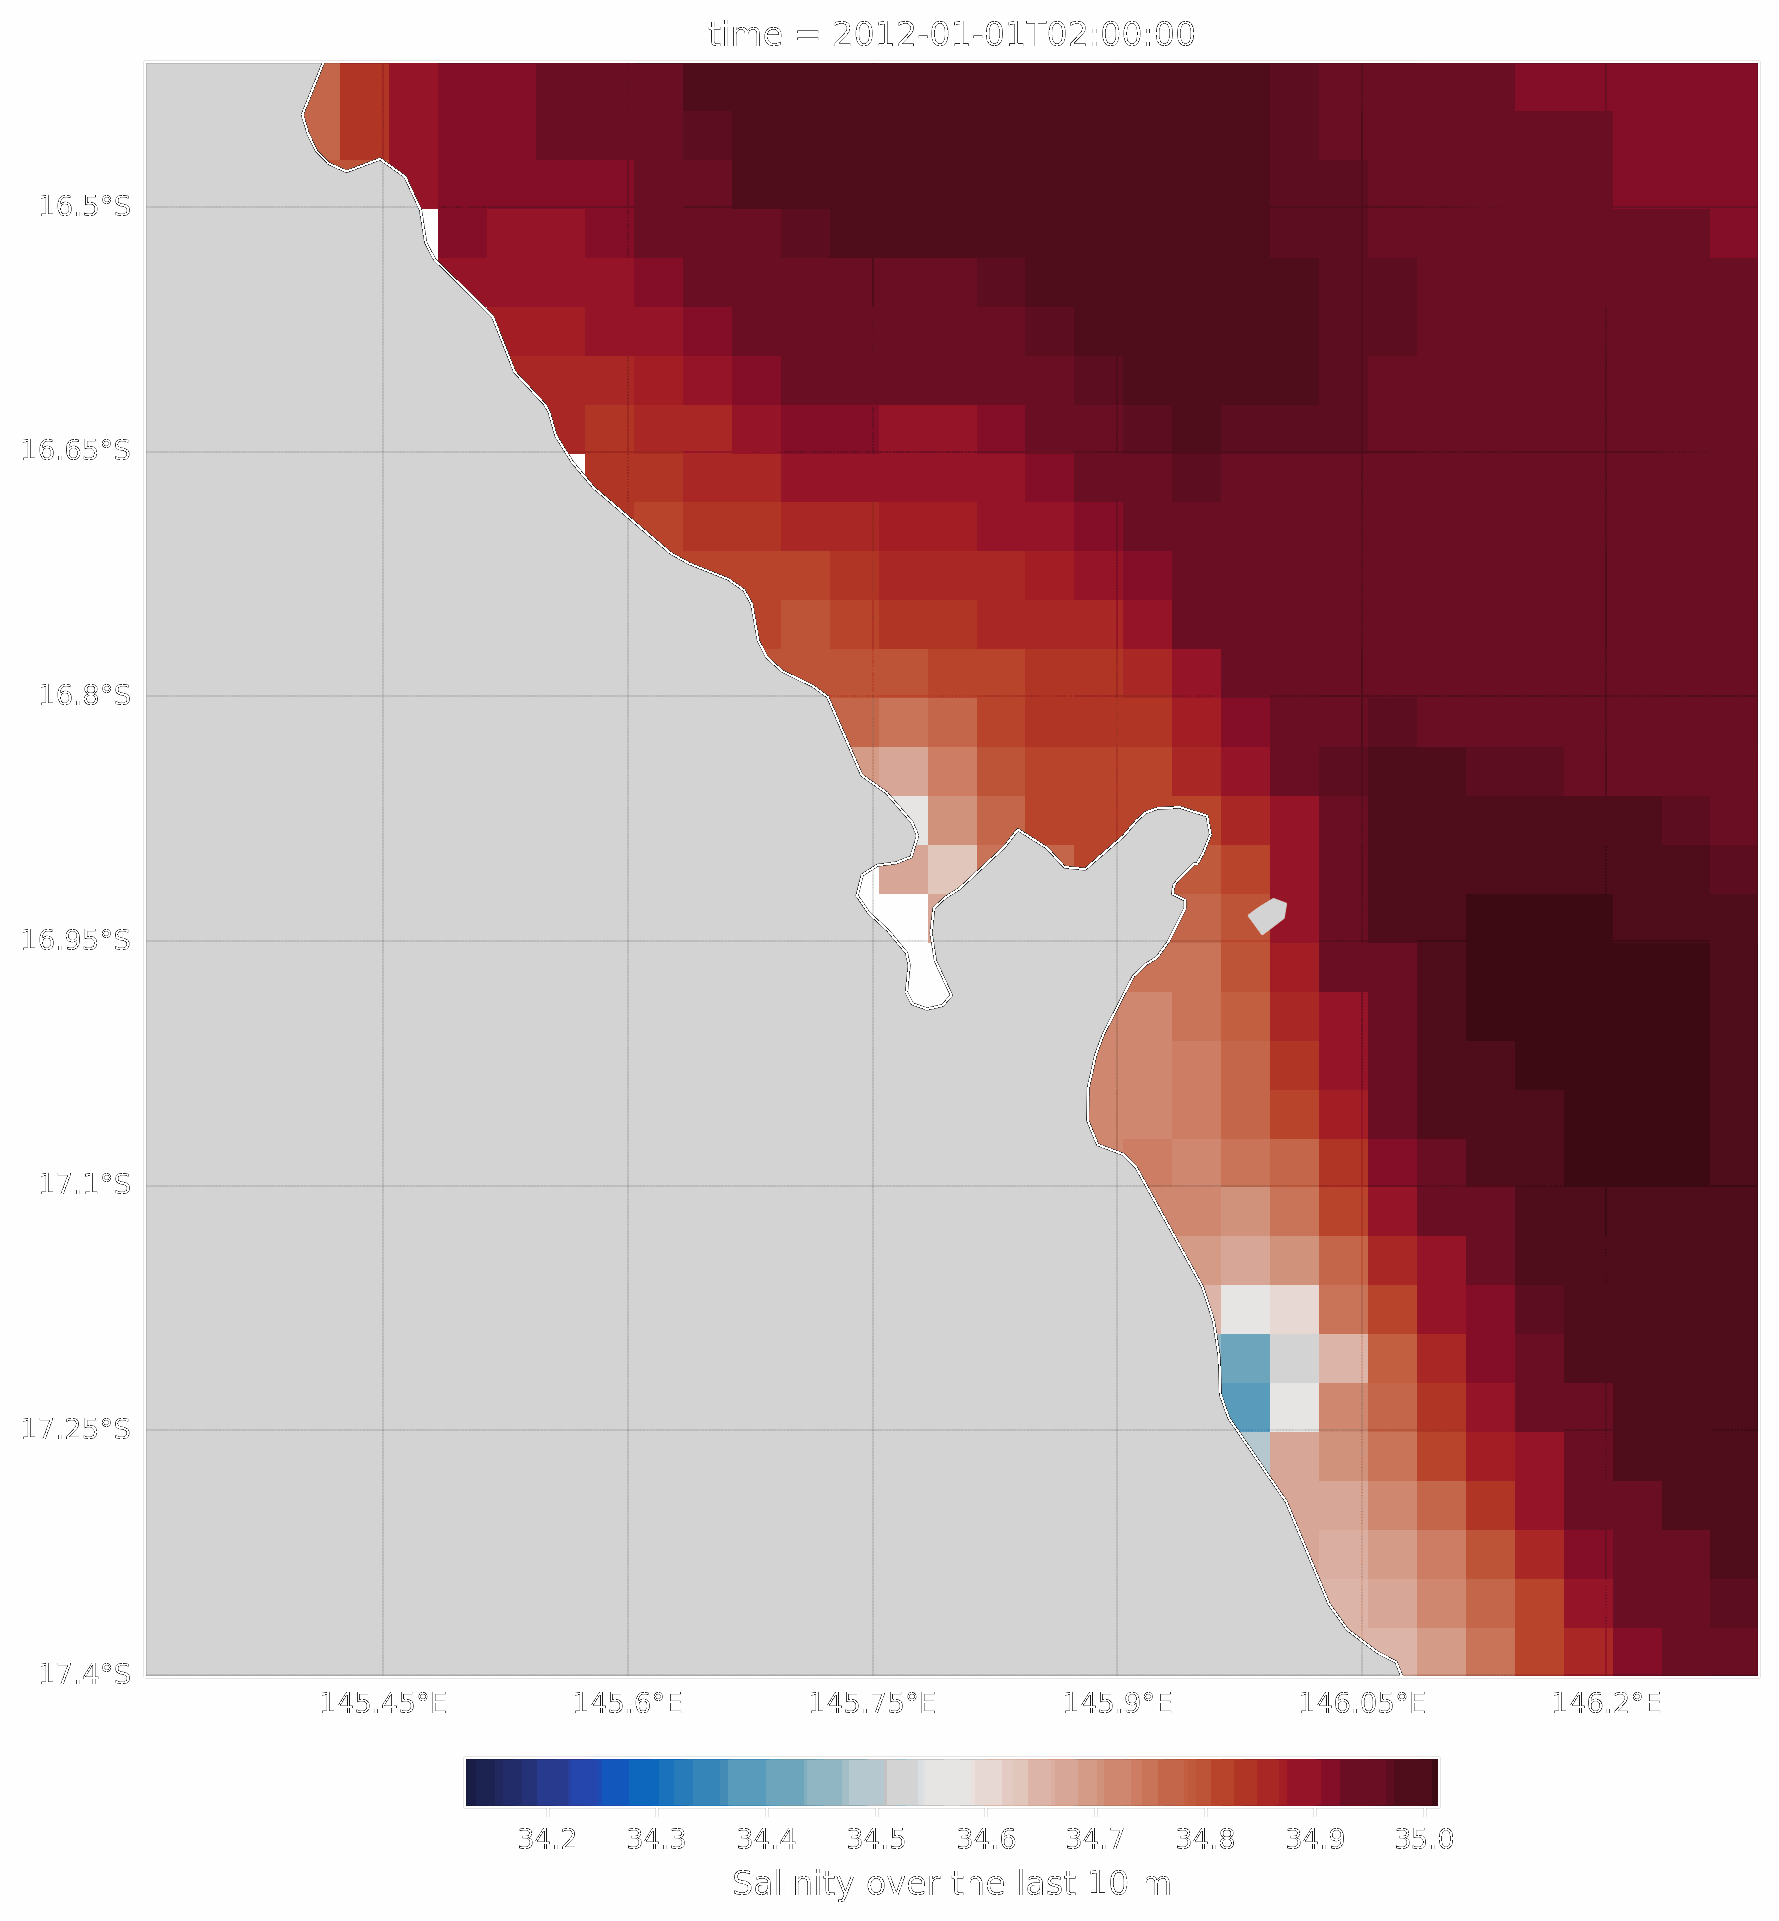 time = 2012-01-01T02:00:00
16.5°S
16.65°S
16.8°S
16.95°S
17.1°S
17.25°S
17.4°S
145.45°E 145.6°E 145.75°E 145.9°E 146.05°E 146.2°E
34.2 34.3 34.4 34.5 34.6 34.7 34.8 34.9 35.0
Salinity over the last 10 m